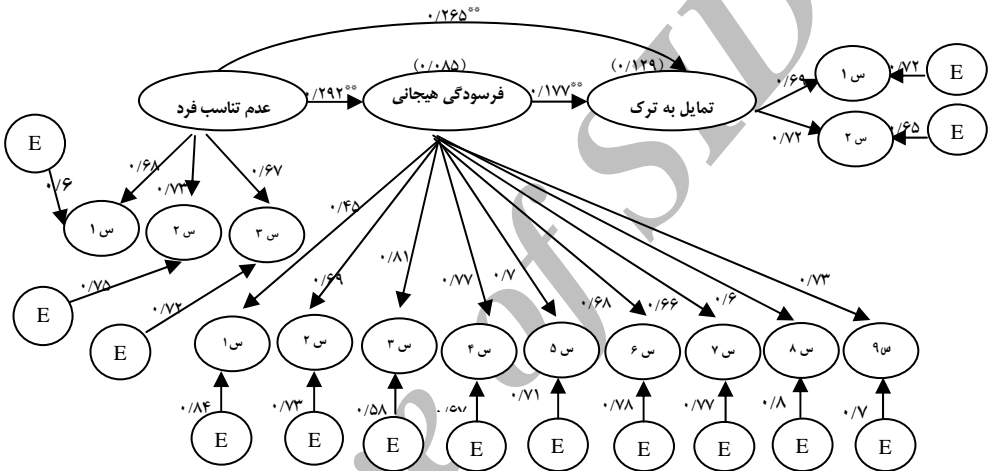 ۰/۲۶۵**
(۰/۰۸۵)
(۰/۱۲۹)
عدم تناسب فرد
۰/۲۹۲**
فرسودگی هیجانی
۰/۱۷۷**
تمایل به ترک
۰/۶۹
س ۱
۰/۷۲
E
۰/۷۲
س ۲
۰/۶۵
E
E
۰/۶
۰/۶۸
۰/۷۳
۰/۶۷
س ۱
س ۲
س ۳
E
۰/۷۵
E
۰/۷۲
۰/۴۵
۰/۶۹
۰/۸۱
۰/۷۷
۰/۷
۰/۶۸
۰/۶۶
۰/۶
۰/۷۳
س ۱
س ۲
س ۳
س ۴
س ۵
س ۶
س ۷
س ۸
س ۹
۰/۸۴
۰/۷۳
۰/۵۸
۰/۷۱
۰/۷۸
۰/۷۷
۰/۸
۰/۷
E
E
E
E
E
E
E
E
E
of SID